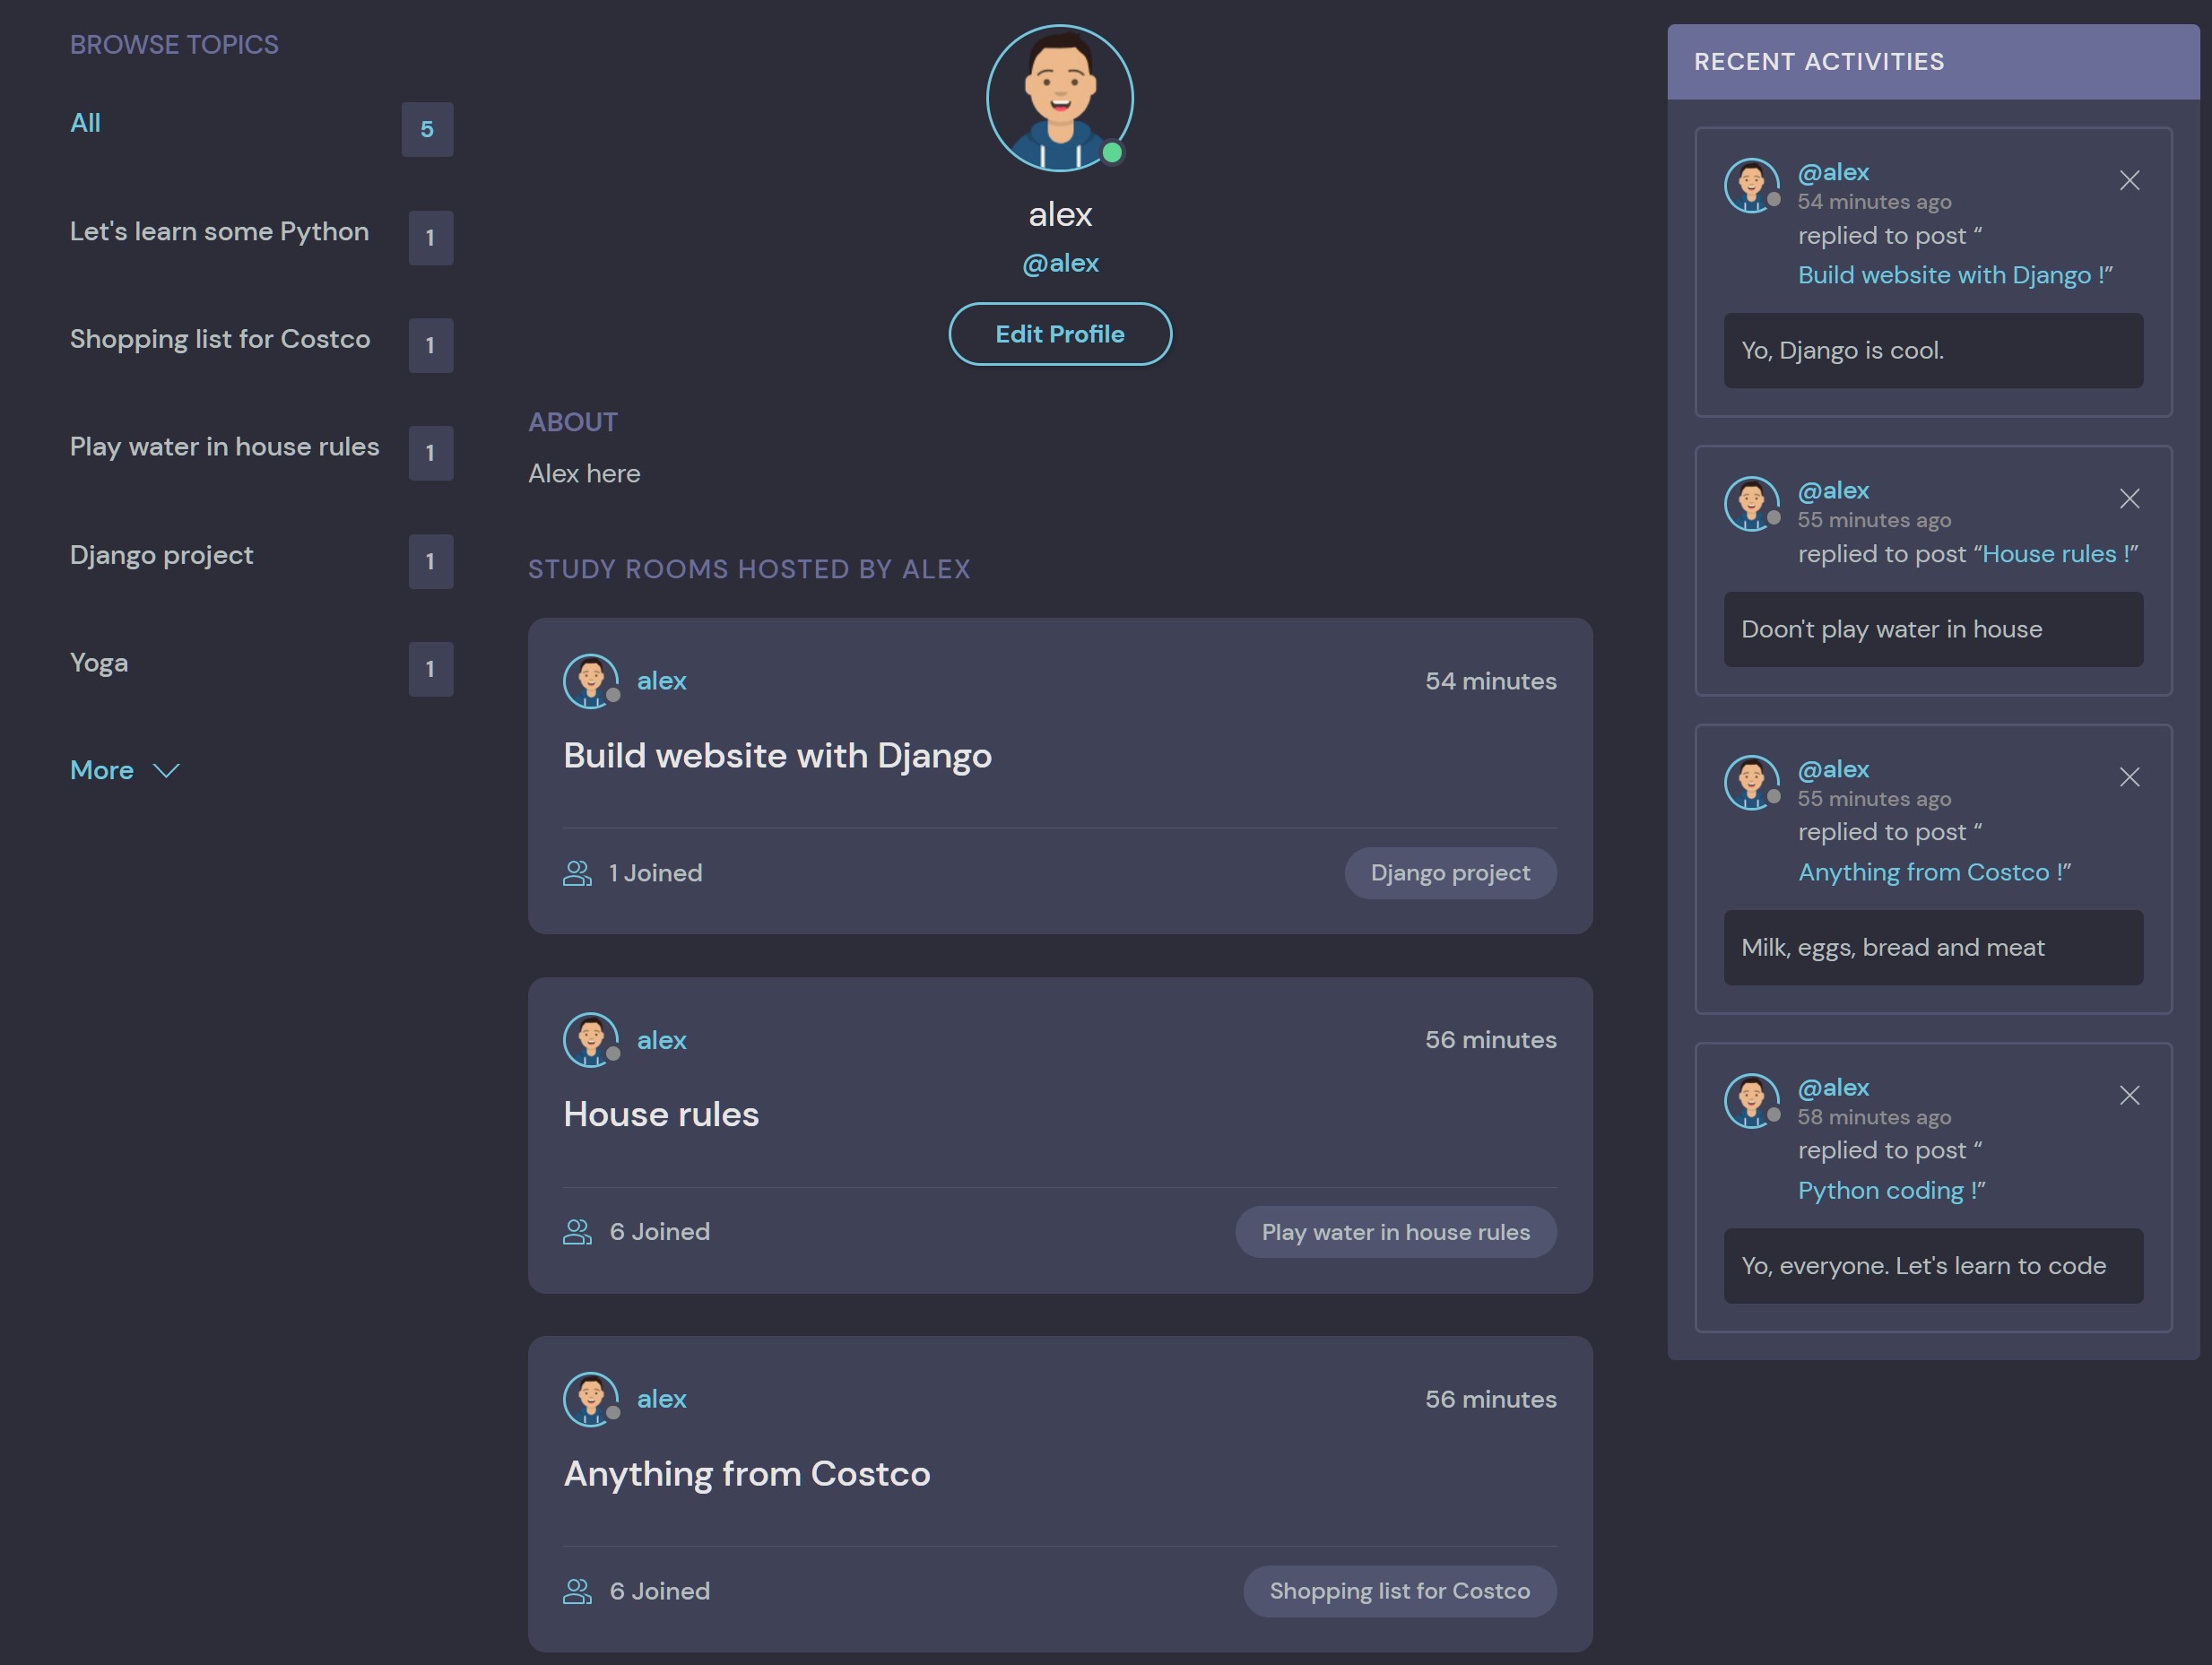 BROWSE TOPICS
All
5
Let's learn some Python
1
Shopping list for Costco
1
Play water in house rules
1
Django project
1
Yoga
1
More
alex
@alex
Edit Profile
ABOUT
Alex here
STUDY ROOMS HOSTED BY ALEX
alex
54 minutes
Build website with Django
1 Joined
Django project
alex
56 minutes
House rules
6 Joined
Play water in house rules
alex
56 minutes
Anything from Costco
6 Joined
Shopping list for Costco
RECENT ACTIVITIES
@alex
54 minutes ago
replied to post “
Build website with Django !”
Yo, Django is cool.
@alex
55 minutes ago
replied to post “House rules !”
Doon't play water in house
@alex
55 minutes ago
replied to post “
Anything from Costco !”
Milk, eggs, bread and meat
@alex
58 minutes ago
replied to post “
Python coding !”
Yo, everyone. Let's learn to code